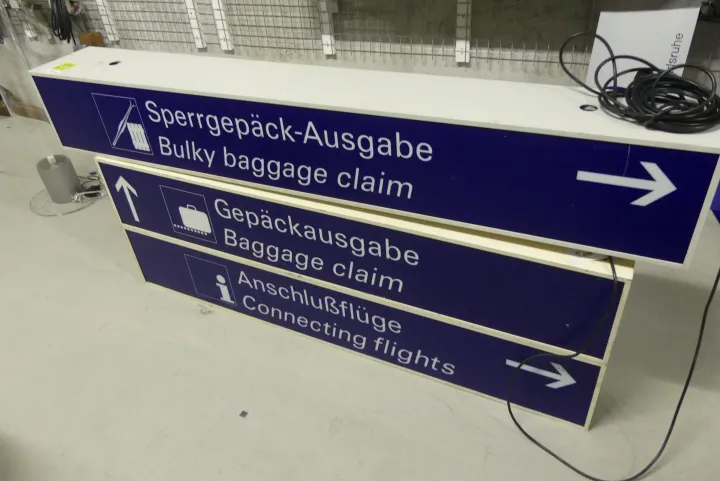 Sperrgepäck-Ausgabe
Bulky baggage claim
Gepäckausgabe
Baggage claim
Anschlußflüge
Connecting flights